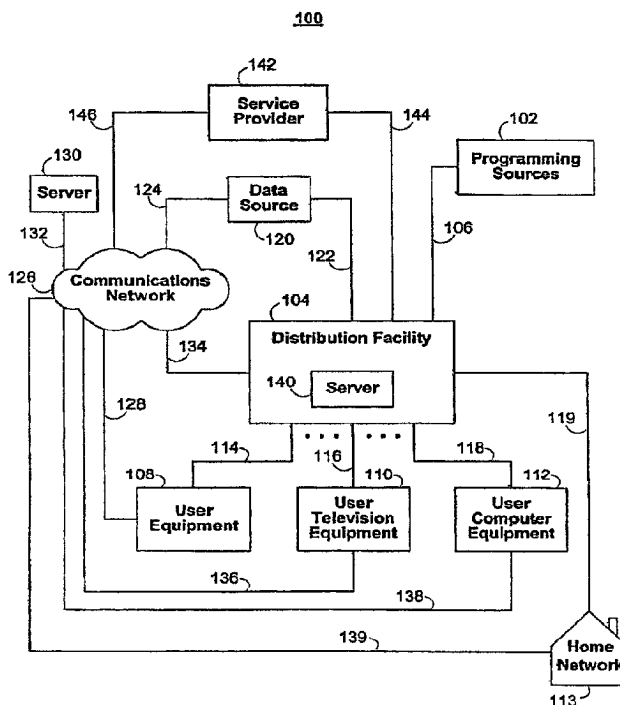 100
142
Service
Provider
146
144
102
Programming
Sources
130
Server
124
Data
Source
120
132
106
122
126
Communications
Network
104
Distribution Facility
134
140
Server
128
119
114
116
118
108
110
112
User
Equipment
User
Television
Equipment
User
Computer
Equipment
136
138
139
Home
Network
113